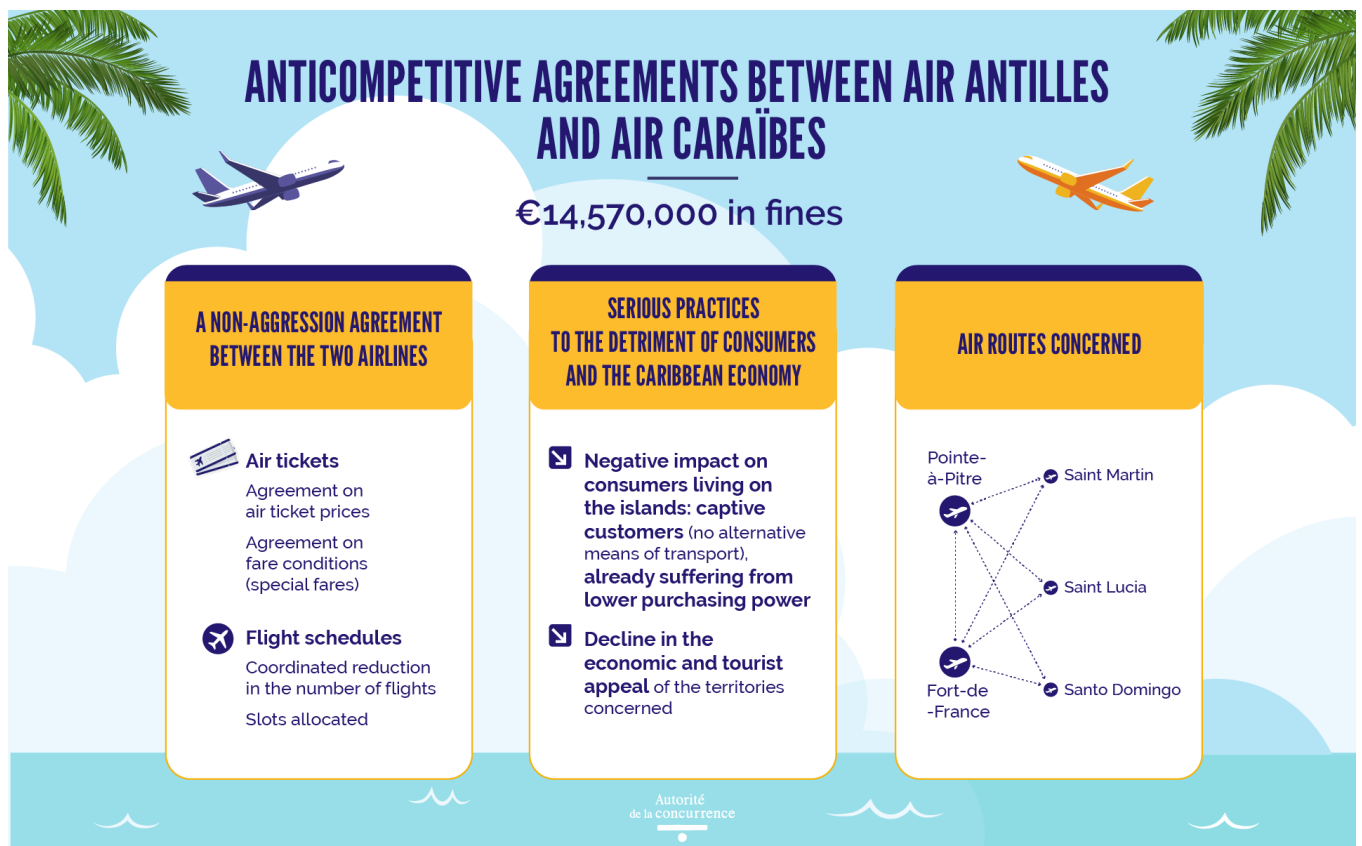 ANTICOMPETITIVE AGREEMENTS BETWEEN AIR ANTILLES
AND AIR CARAÏBES
€14,570,000 in fines
A NON-AGGRESSION AGREEMENT
BETWEEN THE TWO AIRLINES
Air tickets
Agreement on
air ticket prices
Agreement on
fare conditions
(special fares)
Flight schedules
Coordinated reduction
in the number of flights
Slots allocated
SERIOUS PRACTICES
TO THE DETRIMENT OF CONSUMERS
AND THE CARIBBEAN ECONOMY
Negative impact on
consumers living on
the islands: captive
customers (no alternative
means of transport),
already suffering from
lower purchasing power
Decline in the
economic and tourist
appeal of the territories
concerned
AIR ROUTES CONCERNED
Pointe-
à-Pitre
Saint Martin
Saint Lucia
Fort-de
-France
Santo Domingo
Autorité
de la concurrence